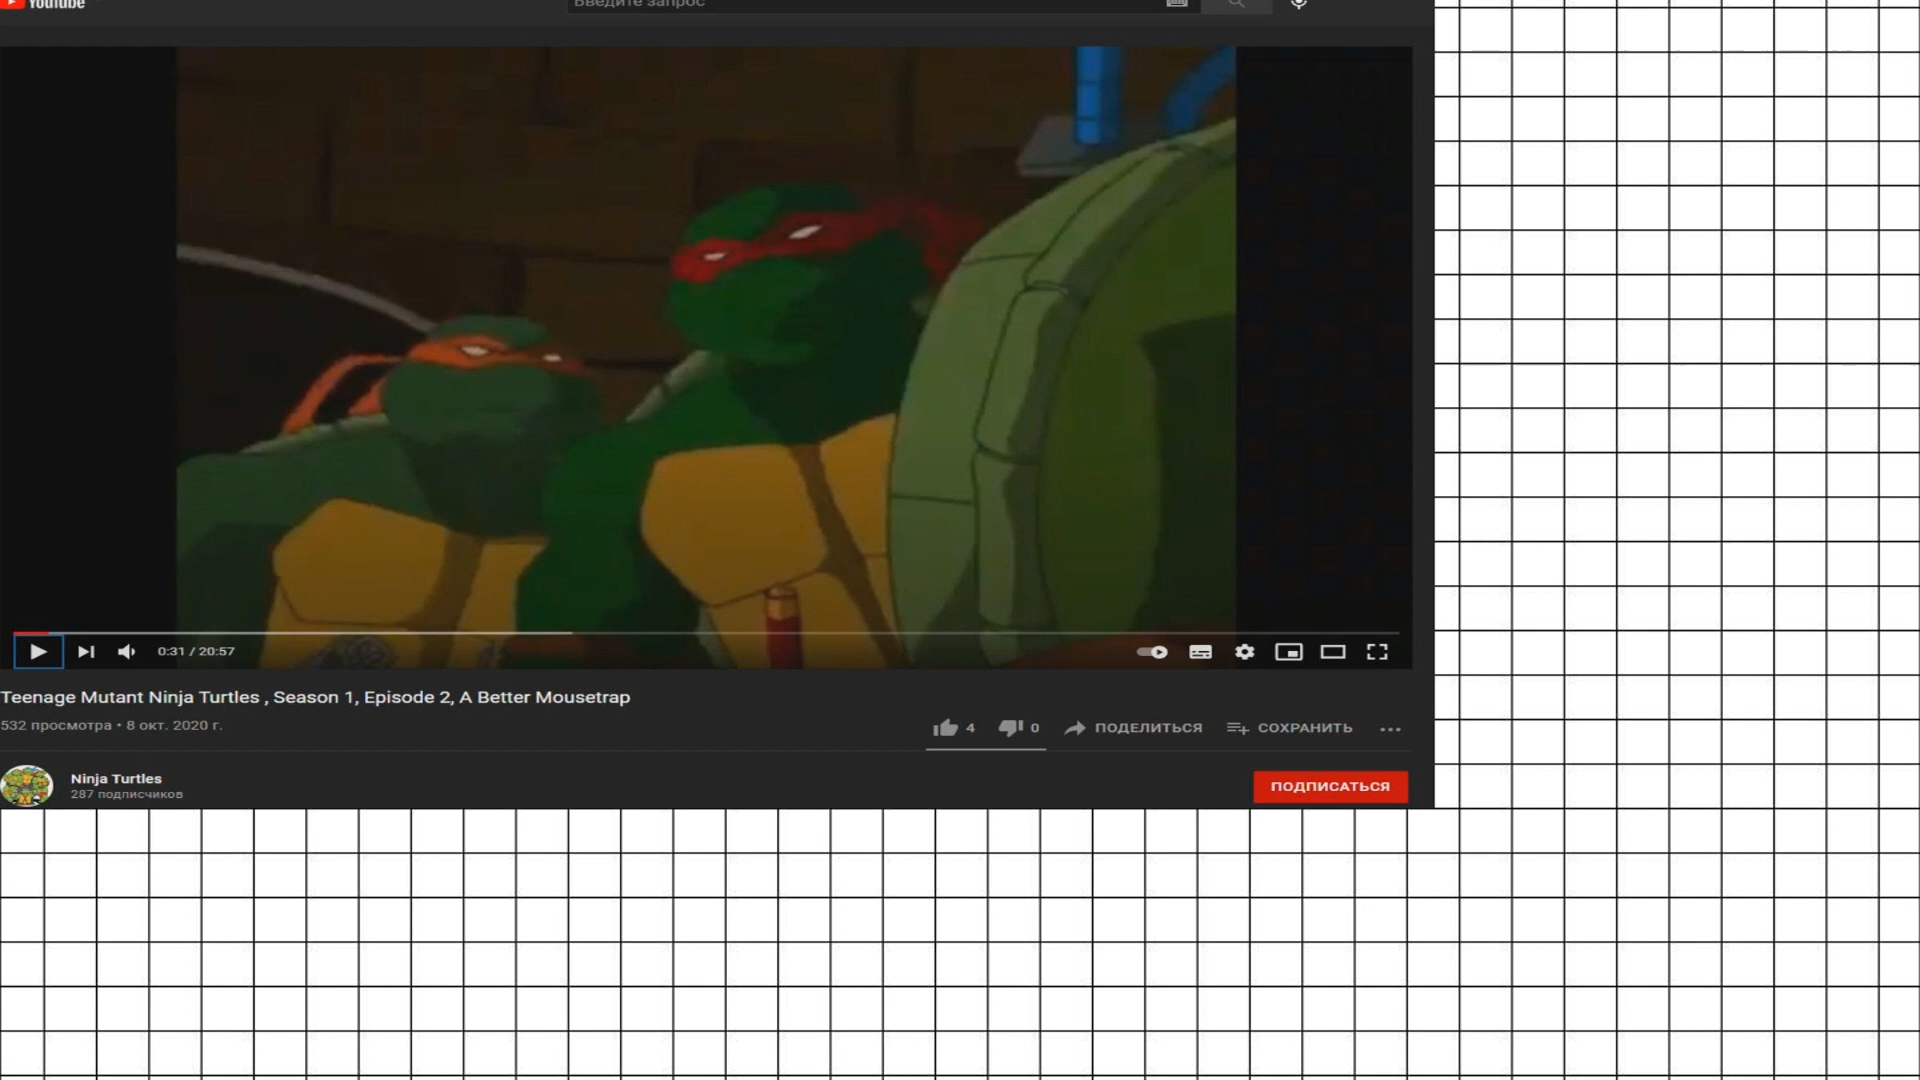 YouTube
Введите запрос
0:31 / 20:57
Teenage Mutant Ninja Turtles , Season 1, Episode 2, A Better Mousetrap
532 просмотра • 8 окт. 2020 г.
4 0 ПОДЕЛИТЬСЯ СОХРАНИТЬ
Ninja Turtles
287 подписчиков
ПОДПИСАТЬСЯ